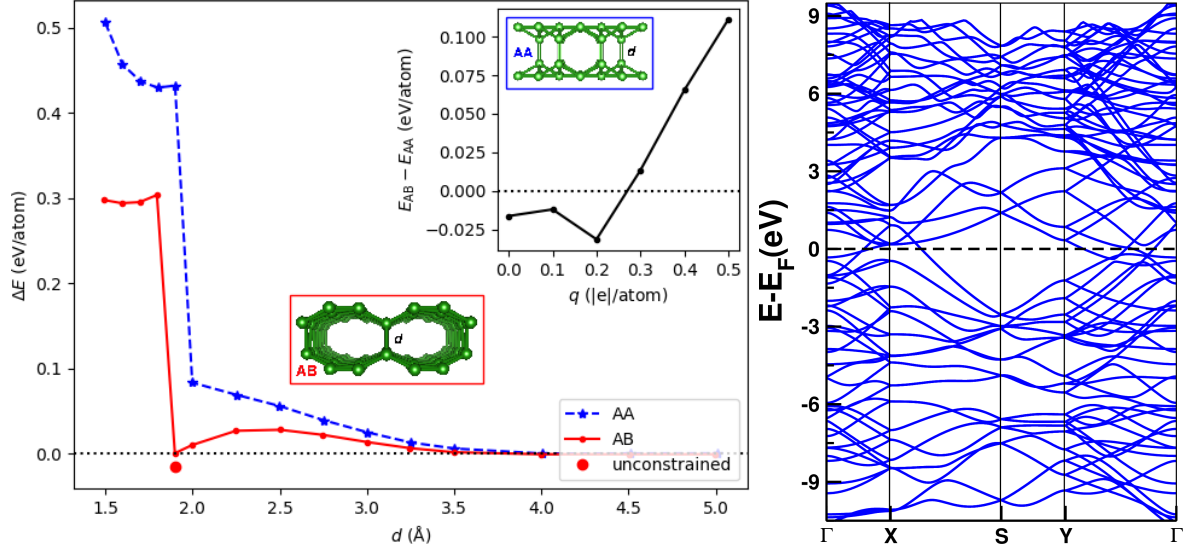 0.5
0.4
0.3
0.2
0.1
0.0
ΔE (eV/atom)
1.5 2.0 2.5 3.0 3.5 4.0 4.5 5.0
d (Å)
AA
d
AB
d
0.100
0.075
0.050
0.025
0.000
−0.025
E_AB − E_AA (eV/atom)
0.0 0.1 0.2 0.3 0.4 0.5
q (|e|/atom)
AA
AB
unconstrained
9
6
3
0
-3
-6
-9
E-E_F(eV)
Γ X S Y Γ